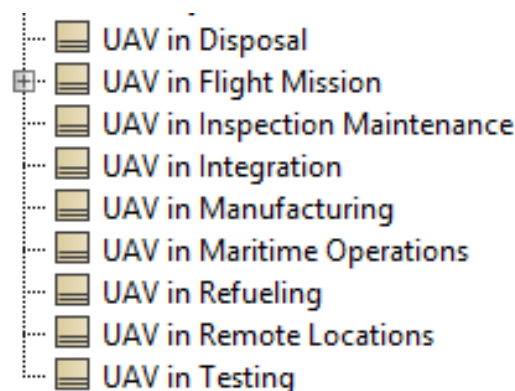 UAV in Disposal
UAV in Flight Mission
UAV in Inspection Maintenance
UAV in Integration
UAV in Manufacturing
UAV in Maritime Operations
UAV in Refueling
UAV in Remote Locations
UAV in Testing